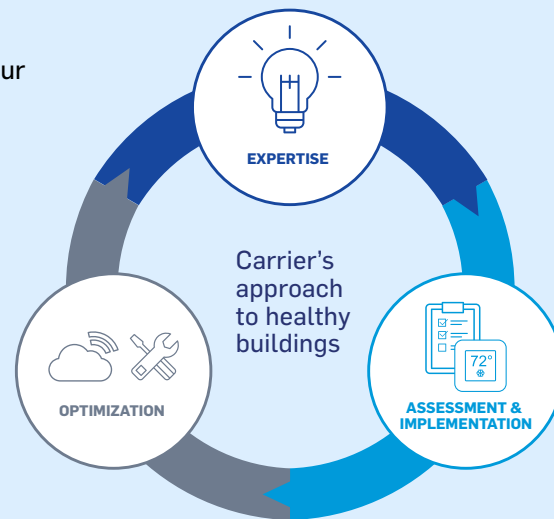 ur
EXPERTISE
Carrier's
approach
to healthy
buildings
72°
OPTIMIZATION
ASSESSMENT &
IMPLEMENTATION